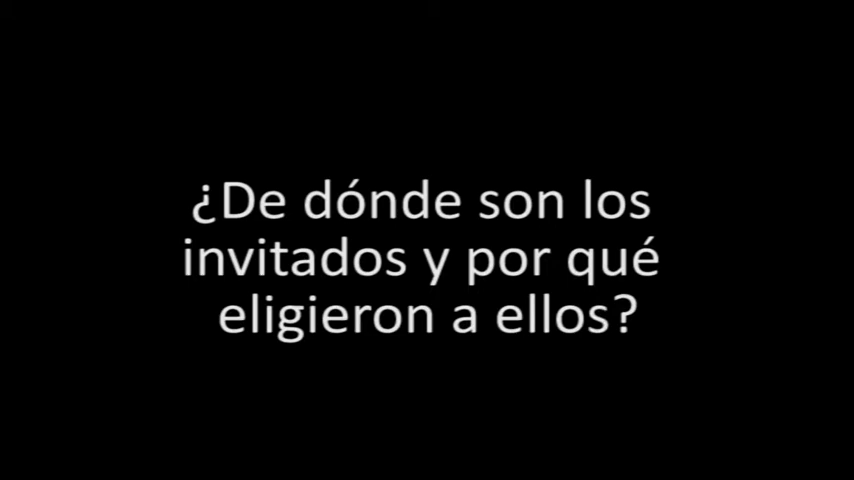 ¿De dónde son los
invitados y por qué
eligieron a ellos?